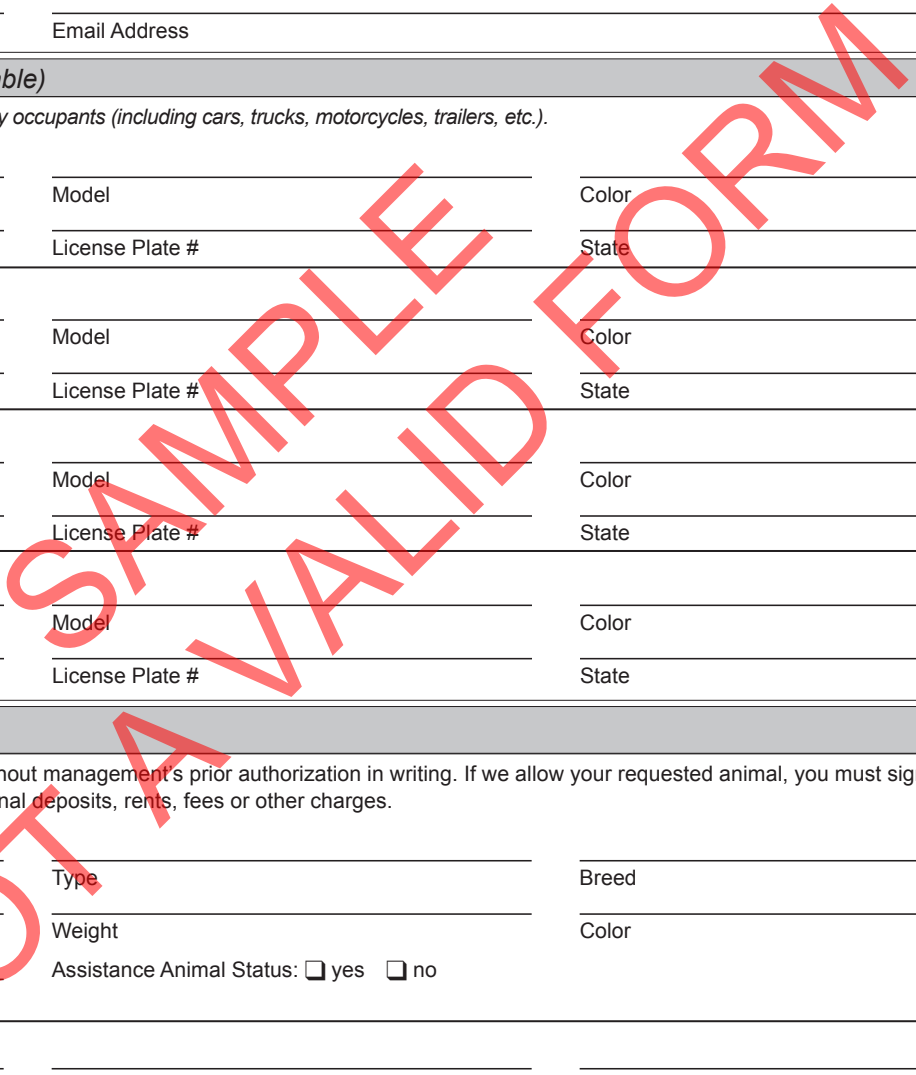 Email Address
ble)
y occupants (including cars, trucks, motorcycles, trailers, etc.).
Model Color
License Plate # State
Model Color
License Plate # State
Model Color
License Plate # State
Model Color
License Plate # State
hout management's prior authorization in writing. If we allow your requested animal, you must sig
nal deposits, rents, fees or other charges.
Type Breed
Weight Color
Assistance Animal Status: ❑ yes ❑ no
SAMPLE
OT A VALID FORM